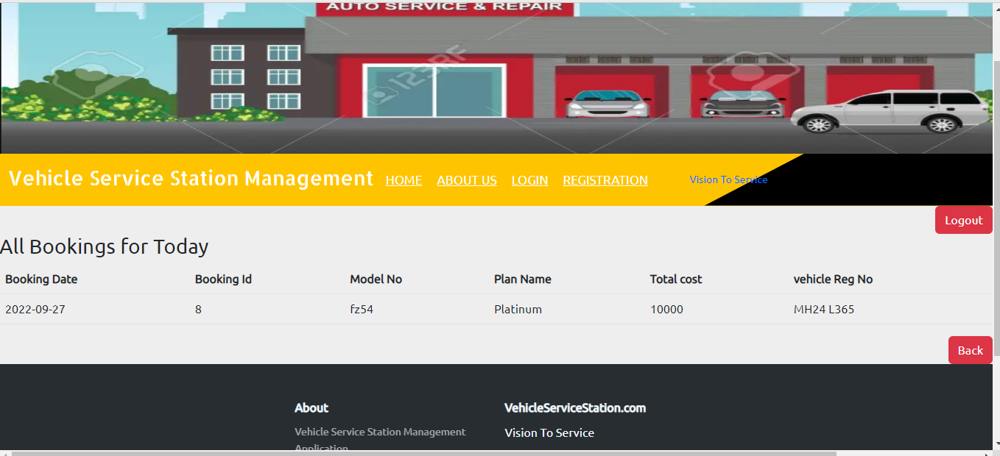 AUTO SERVICE & REPAIR
123RF
Vehicle Service Station Management HOME ABOUT US LOGIN REGISTRATION Vision To Service
Logout
All Bookings for Today
Booking Date Booking Id Model No Plan Name Total cost vehicle Reg No
2022-09-27 8 fz54 Platinum 10000 MH24 L365
Back
About VehicleServiceStation.com
Vehicle Service Station Management Vision To Service
Application